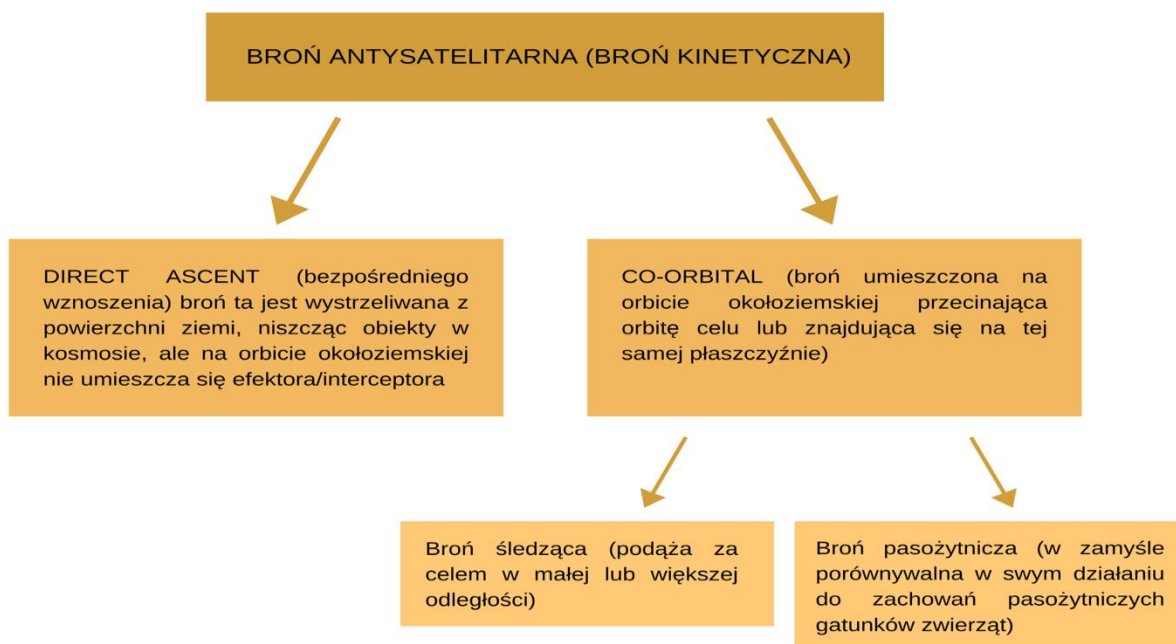 BROŃ ANTYSATELITARNA (BROŃ KINETYCZNA)
DIRECT ASCENT (bezpośredniego
wznoszenia) broń ta jest wystrzeliwana z
powierzchni ziemi, niszcząc obiekty w
kosmosie, ale na orbicie okołoziemskiej
nie umieszcza się efektora/interceptora
CO-ORBITAL (broń umieszczona na
orbicie okołoziemskiej przecinająca
orbitę celu lub znajdująca się na tej
samej płaszczyźnie)
Broń śledząca (podąża za
celem w małej lub większej
odległości)
Broń pasożytnicza (w zamyśle
porównywalna w swym działaniu
do zachowań pasożytniczych
gatunków zwierząt)